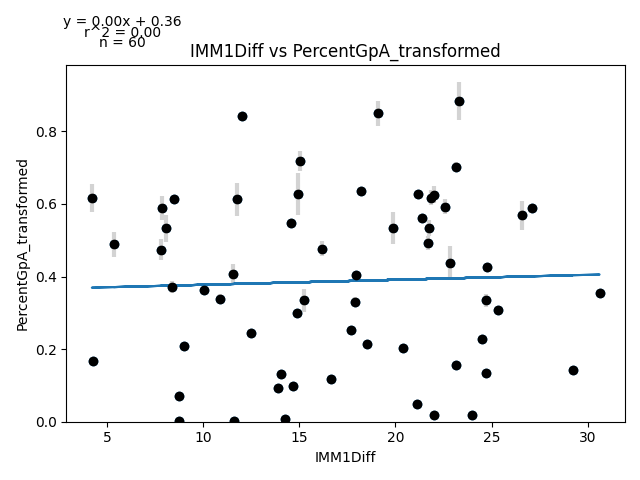 y = 0.00x + 0.36
r^2 = 0.00
n = 60
IMM1Diff vs PercentGpA_transformed
PercentGpA_transformed
0.8
0.6
0.4
0.2
0.0
5
10
15
20
25
30
IMM1Diff